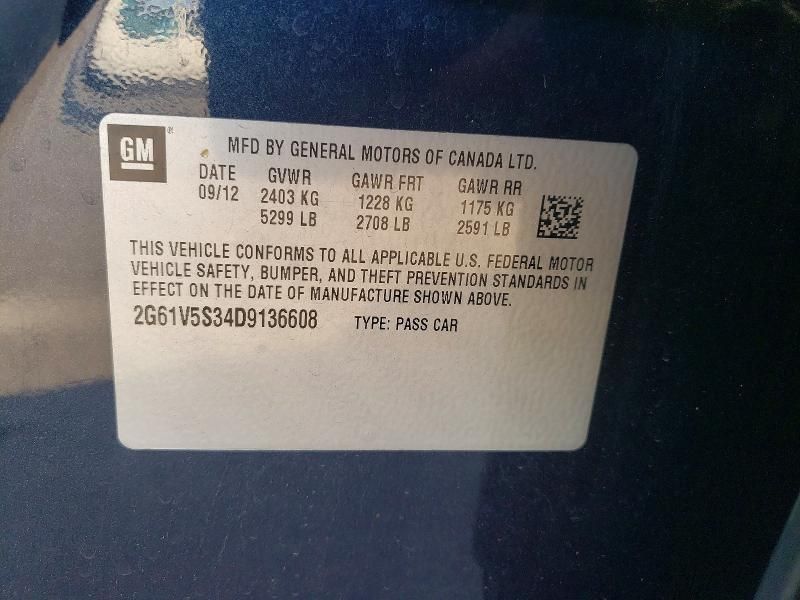 GM®
MFD BY GENERAL MOTORS OF CANADA LTD.
DATE GVWR GAWR FRT GAWR RR
09/12 2403 KG 1228 KG 1175 KG
5299 LB 2708 LB 2591 LB
THIS VEHICLE CONFORMS TO ALL APPLICABLE U.S. FEDERAL MOTOR
VEHICLE SAFETY, BUMPER, AND THEFT PREVENTION STANDARDS IN
EFFECT ON THE DATE OF MANUFACTURE SHOWN ABOVE.
2G61V5S34D9136608 TYPE: PASS CAR